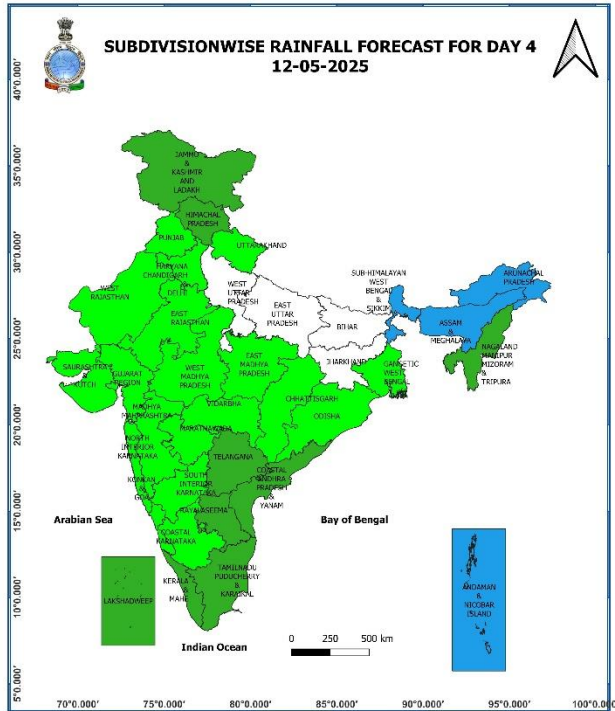 SUBDIVISIONWISE RAINFALL FORECAST FOR DAY 4
12-05-2025
40°0.000'
35°0.000'
30°0.000'
25°0.000'
20°0.000'
15°0.000'
10°0.000'
5°0.000'
JAMMU
&
KASHMIR
AND
LADAKH
HIMACHAL
PRADESH
PUNJAB
UTTARAKHAND
HARYANA
CHANDIGARH
&
DELHI
WEST
UTTAR
PRADESH
WEST
RAJASTHAN
EAST
RAJASTHAN
EAST
UTTAR
PRADESH
BIHAR
SUB-HIMALAYAN
WEST
BENGAL
&
SIKKIM
ARUNACHAL
PRADESH
ASSAM
&
MEGHALAYA
NAGALAND
MANIPUR
MIZORAM
&
TRIPURA
SAURASHTRA
&
KUTCH
GUJARAT
REGION
WEST
MADHYA
PRADESH
EAST
MADHYA
PRADESH
JHARKHAND
GANGETIC
WEST
BENGAL
MADHYA
MAHARASHTRA
VIDARBHA
CHHATTISGARH
ODISHA
MARATHWADA
NORTH
INTERIOR
KARNATAKA
TELANGANA
KONKAN
&
GOA
SOUTH
INTERIOR
KARNATAKA
COASTAL
ANDHRA
PRADESH
&
YANAM
RAYALASEEMA
COASTAL
KARNATAKA
TAMILNADU
PUDUCHERRY
&
KARAIKAL
KERALA
&
MAHE
LAKSHADWEEP
ANDAMAN
&
NICOBAR
ISLAND
Arabian Sea
Bay of Bengal
Indian Ocean
0 250 500 km
70°0.000' 75°0.000' 80°0.000' 85°0.000' 90°0.000' 95°0.000' 100°0.000'